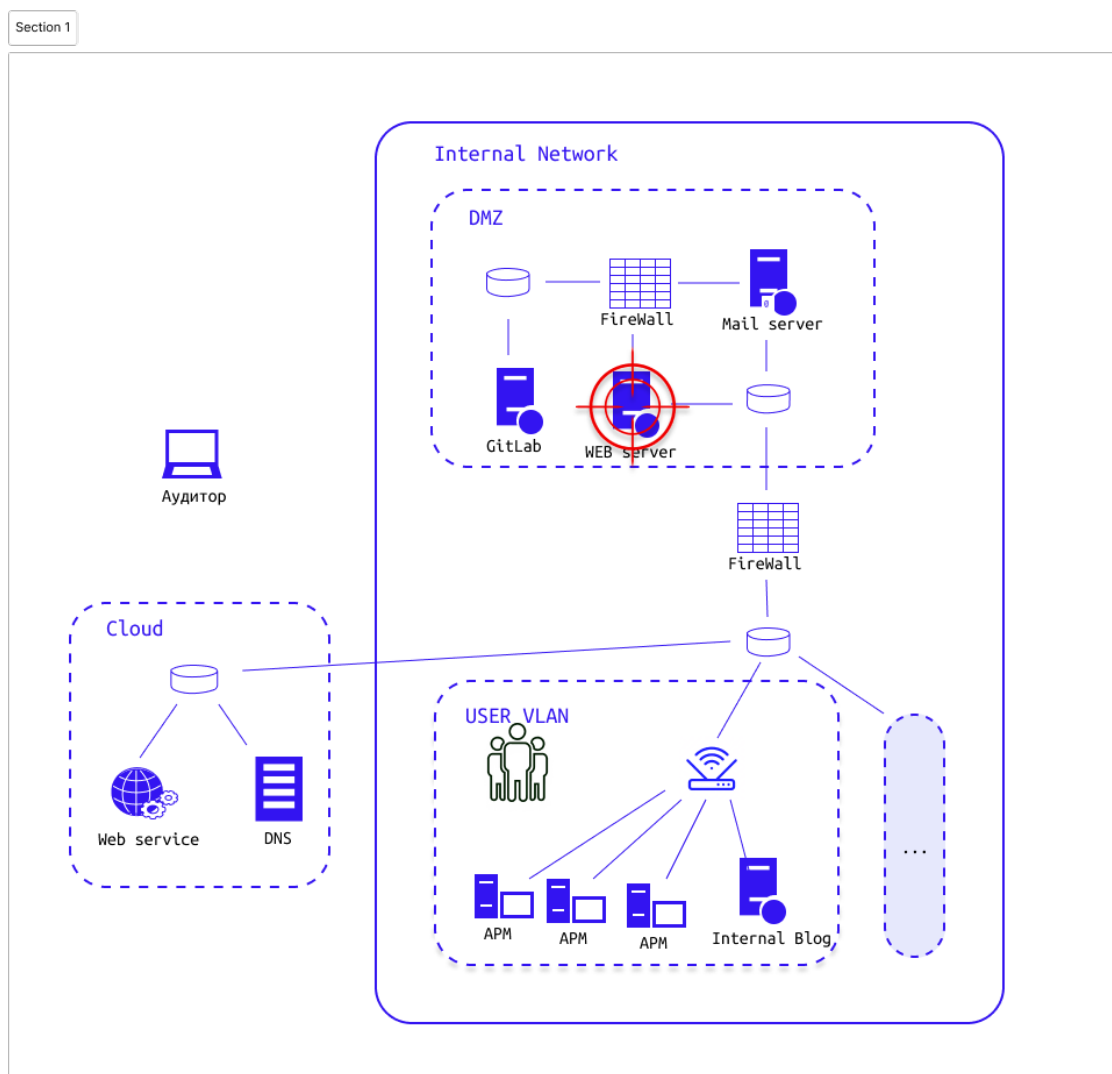 Section 1
Internal Network
DMZ
FireWall
Mail server
GitLab
WEB server
Аудитор
FireWall
Cloud
USER VLAN
Web service
DNS
...
АРМ
АРМ
АРМ
Internal Blog